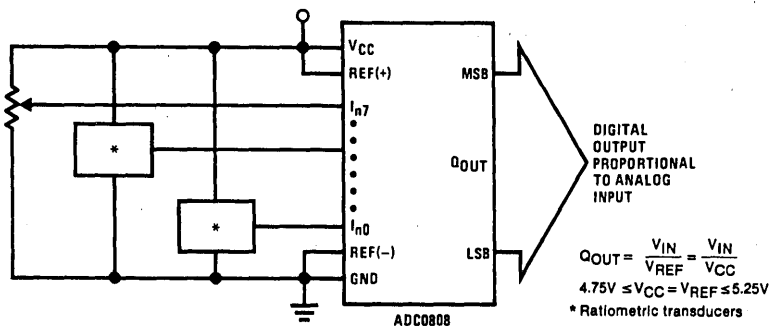 VCC
REF(+)
MSB
In7
*
QOUT
DIGITAL
OUTPUT
PROPORTIONAL
TO ANALOG
INPUT
*
In0
REF(−)
LSB
GND
QOUT = VIN/VREF = VIN/VCC
4.75V ≤ VCC = VREF ≤ 5.25V
* Ratiometric transducers
ADC0808